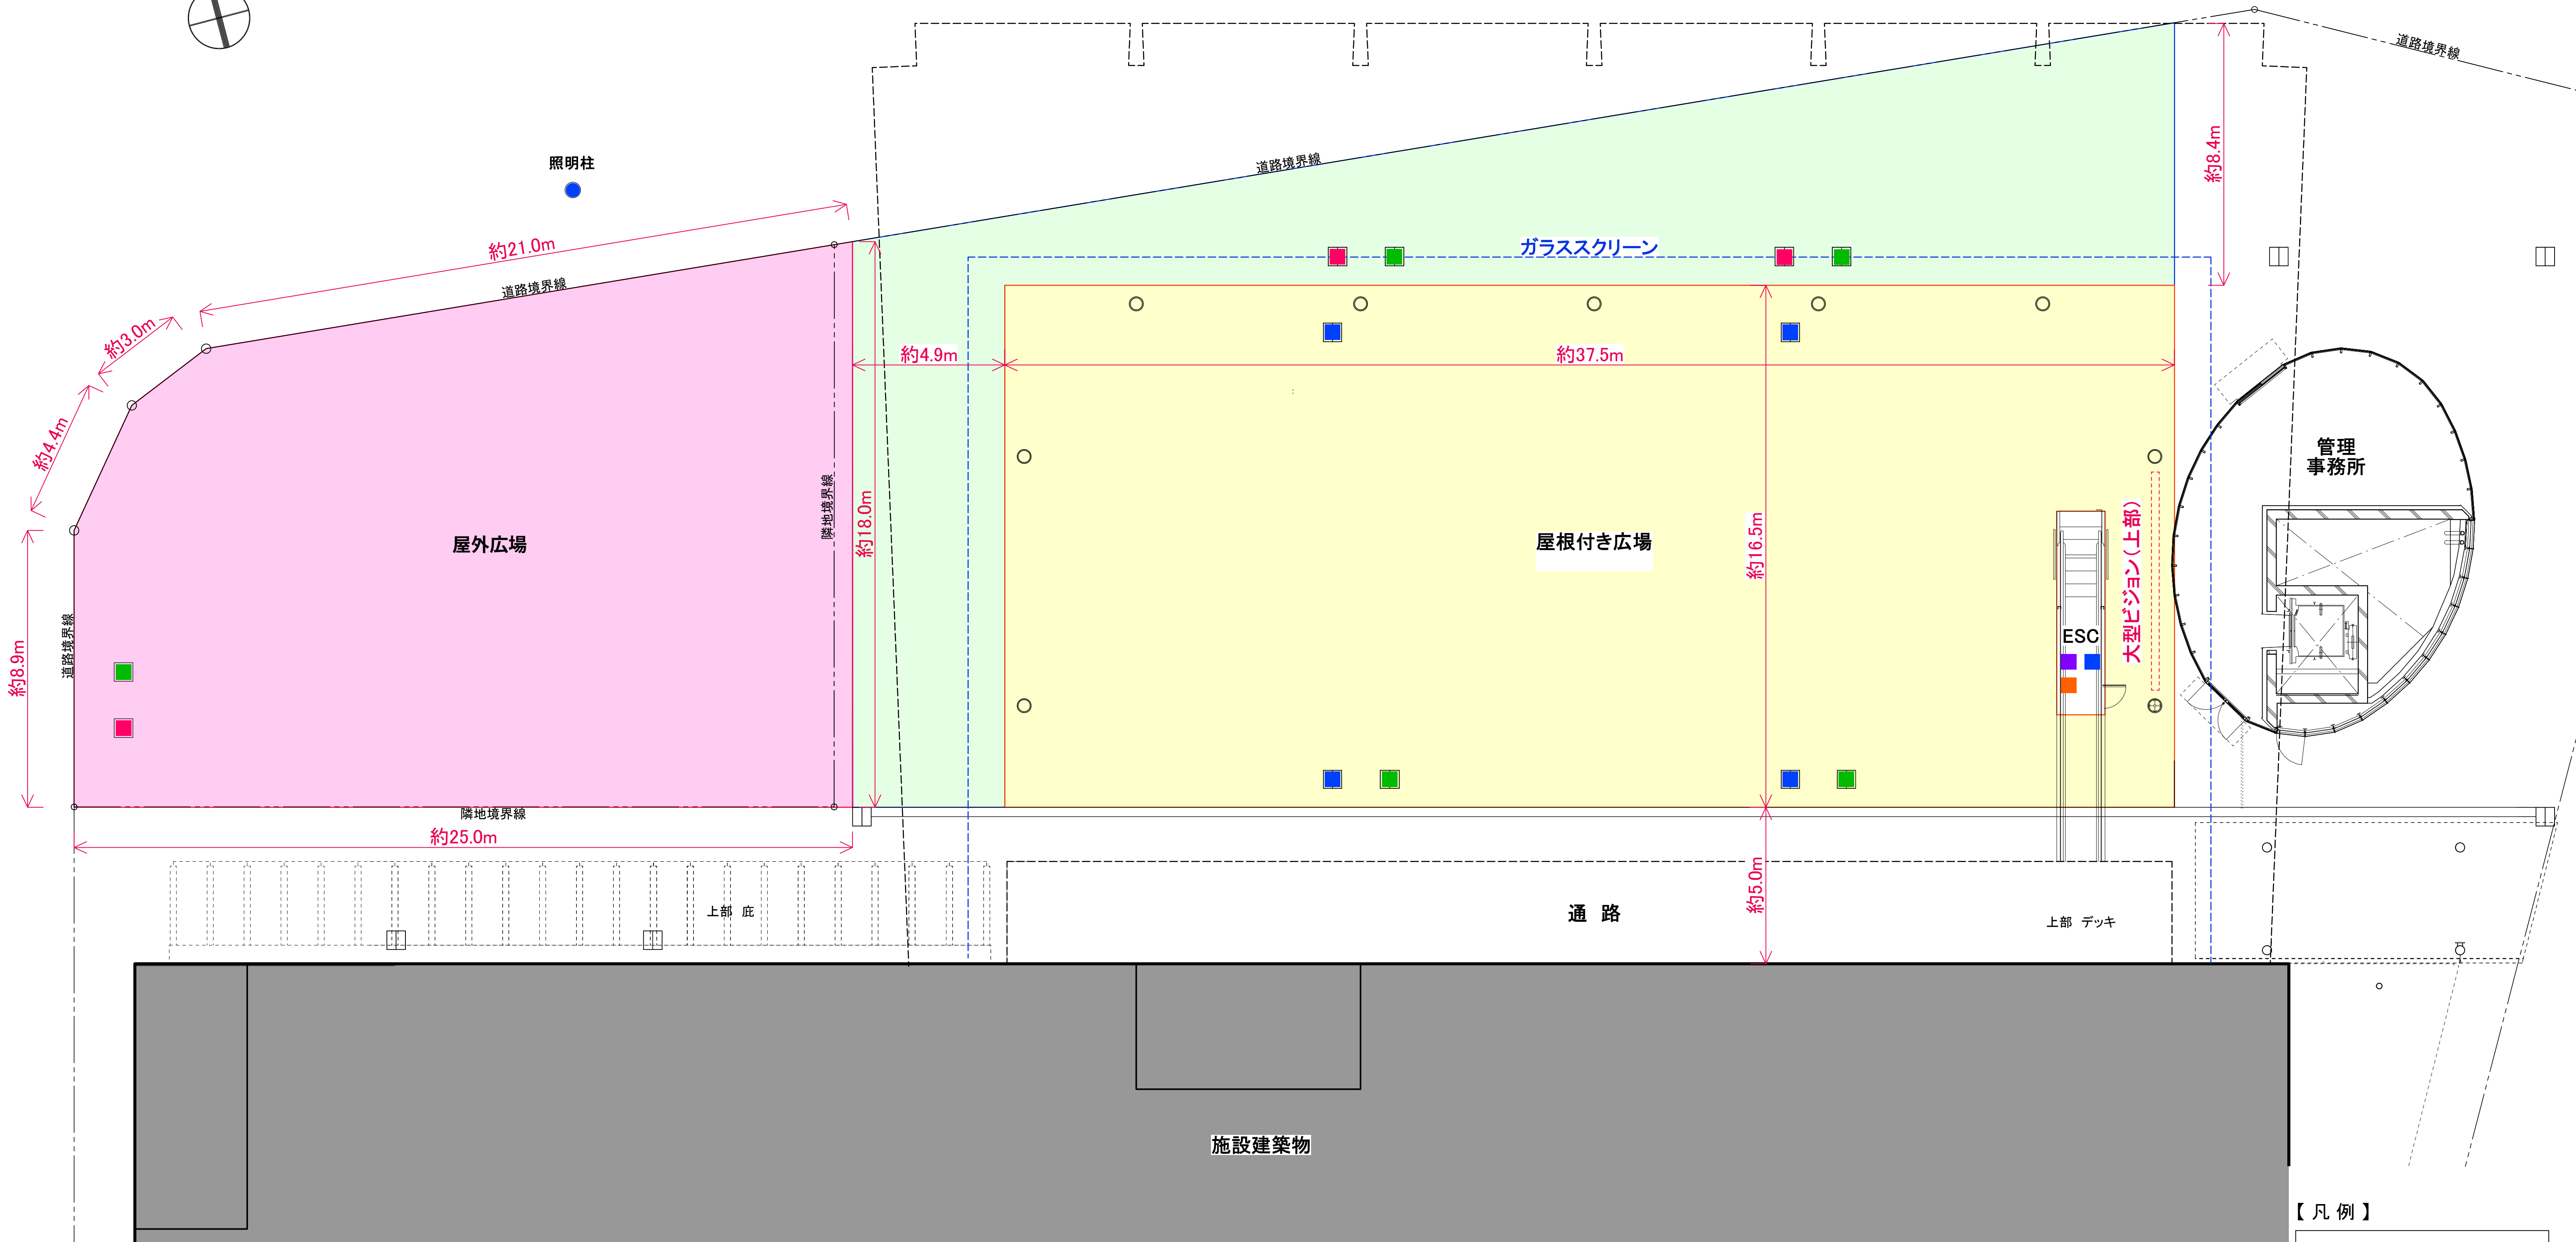 道路境界線
照明柱
約8.4m
道路境界線
約21.0m
ガラススクリーン
道路境界線
約3.0m
約4.9m
約37.5m
約4.4m
管理
事務所
隣地境界線
約18.0m
屋外広場
屋根付き広場
約16.5m
大型ビジョン(上部)
ESC
道路境界線
約8.9m
隣地境界線
約25.0m
約5.0m
上部 庇
通 路
上部 デッキ
施設建築物
【 凡 例 】